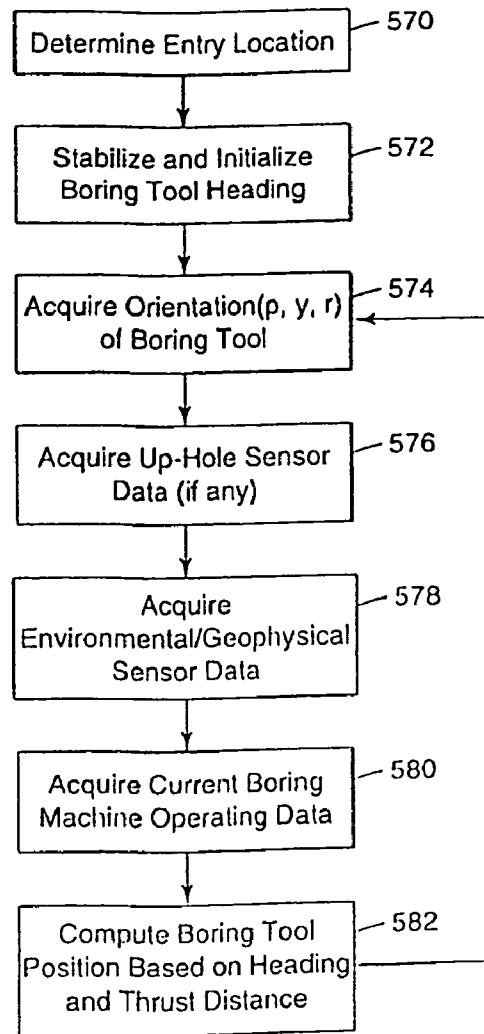 Determine Entry Location
570
Stabilize and Initialize
Boring Tool Heading
572
Acquire Orientation(p, y, r)
of Boring Tool
574
Acquire Up-Hole Sensor
Data (if any)
576
Acquire
Environmental/Geophysical
Sensor Data
578
Acquire Current Boring
Machine Operating Data
580
Compute Boring Tool
Position Based on Heading
and Thrust Distance
582